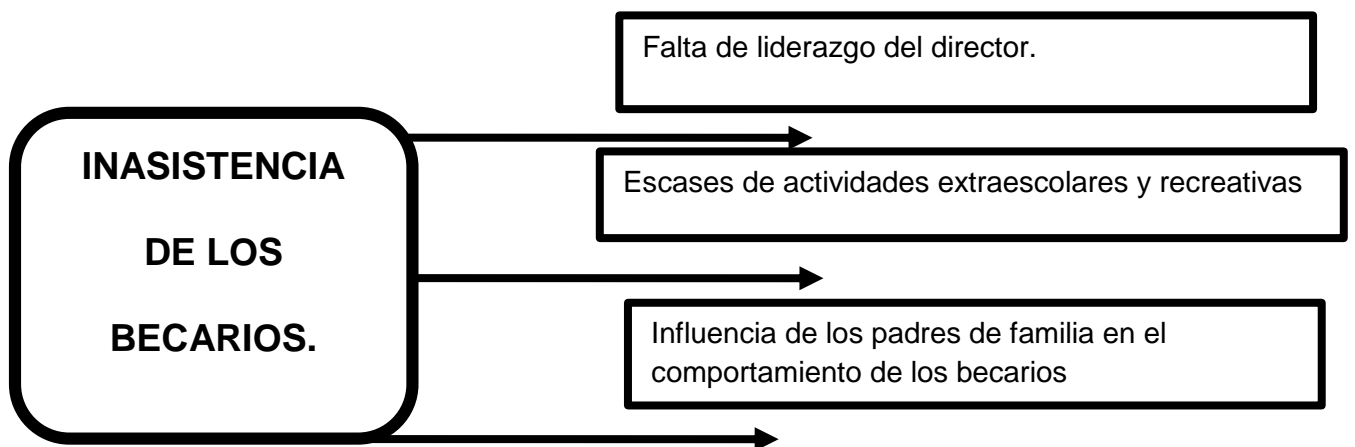 INASISTENCIA
DE LOS
BECARIOS.
Falta de liderazgo del director.
Escases de actividades extraescolares y recreativas
Influencia de los padres de familia en el
comportamiento de los becarios